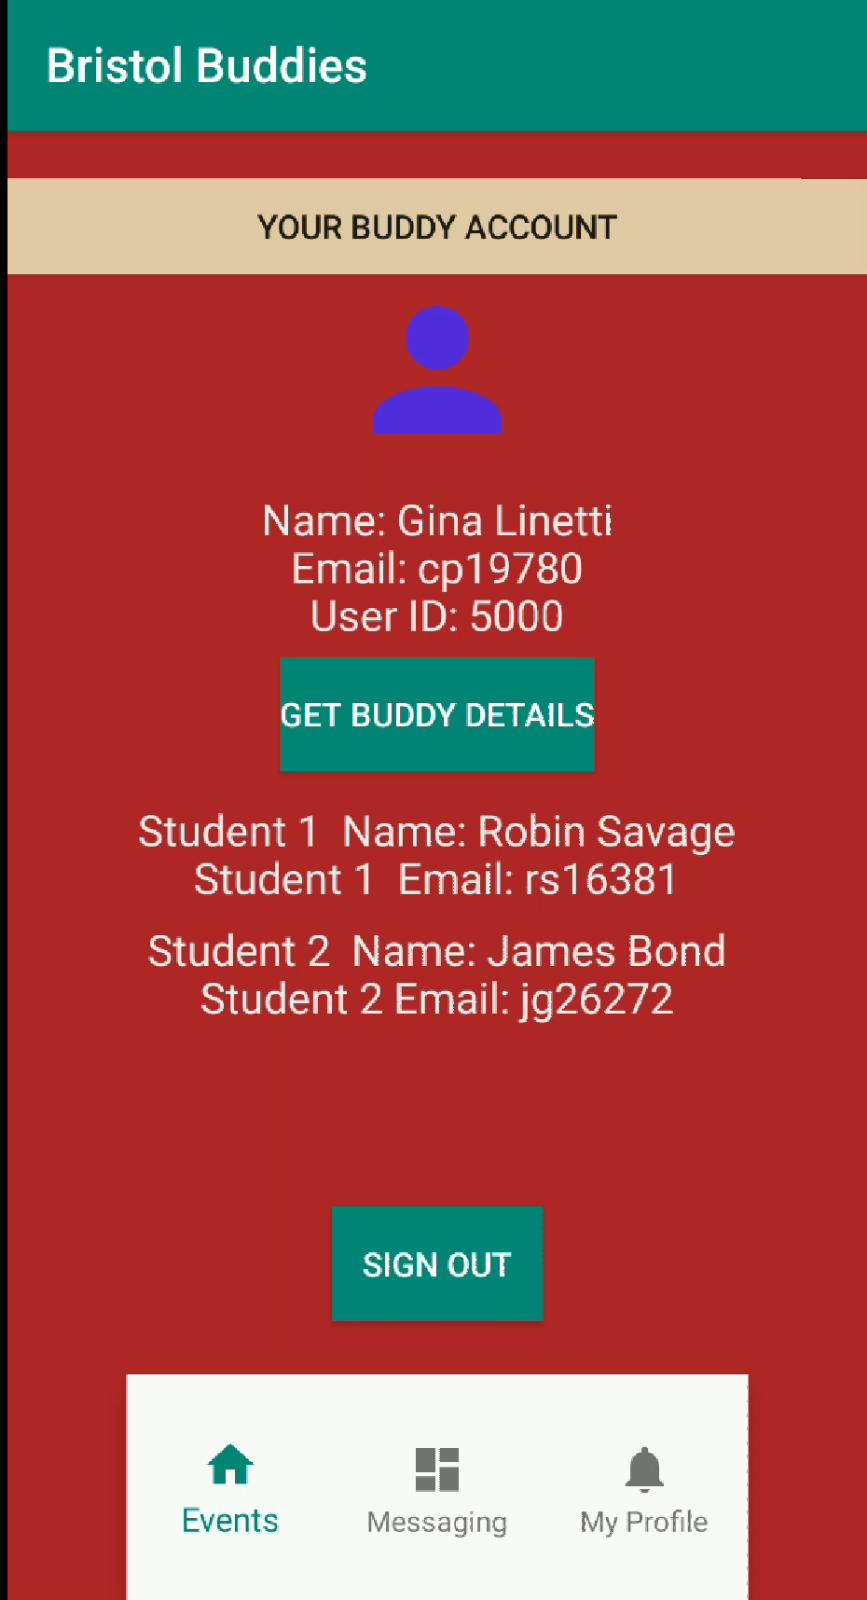 Bristol Buddies
YOUR BUDDY ACCOUNT
Name: Gina Linetti
Email: cp19780
User ID: 5000
GET BUDDY DETAILS
Student 1  Name: Robin Savage
Student 1  Email: rs16381
Student 2  Name: James Bond
Student 2 Email: jg26272
SIGN OUT
Events
Messaging
My Profile